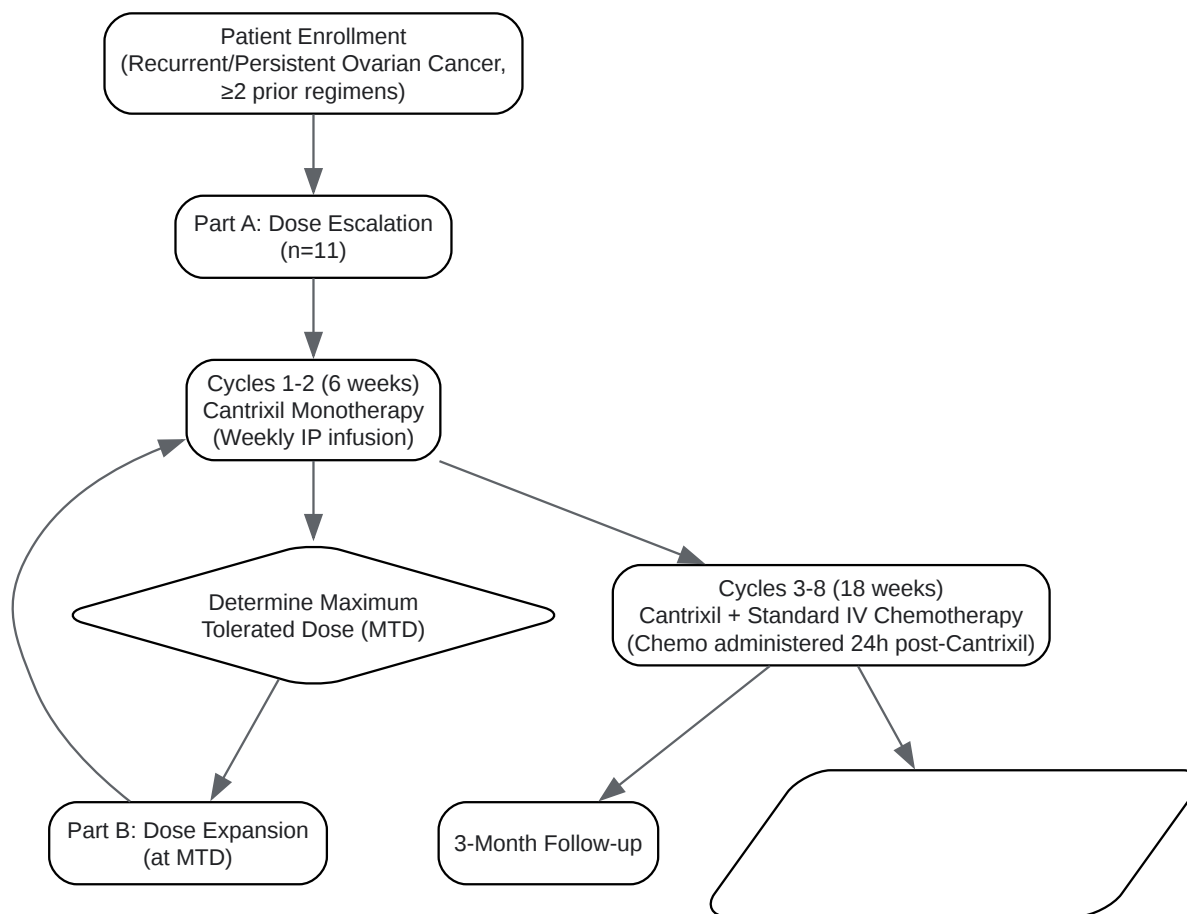 Patient Enrollment
(Recurrent/Persistent Ovarian Cancer,
≥2 prior regimens)
Part A: Dose Escalation
(n=11)
Cycles 1-2 (6 weeks)
Cantrixil Monotherapy
(Weekly IP infusion)
Determine Maximum
Tolerated Dose (MTD)
Cycles 3-8 (18 weeks)
Cantrixil + Standard IV Chemotherapy
(Chemo administered 24h post-Cantrixil)
Part B: Dose Expansion
(at MTD)
3-Month Follow-up